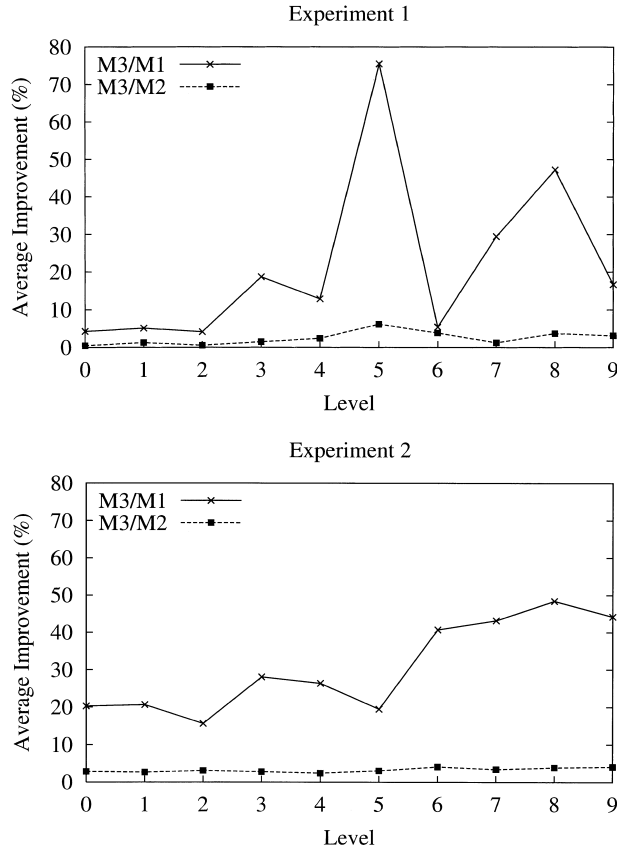 Experiment 1
80
70
60
50
40
30
20
10
0
Average Improvement (%)
M3/M1
M3/M2
0 1 2 3 4 5 6 7 8 9
Level
Experiment 2
80
70
60
50
40
30
20
10
0
Average Improvement (%)
M3/M1
M3/M2
0 1 2 3 4 5 6 7 8 9
Level